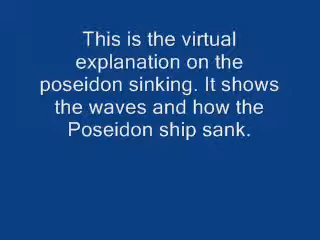 This is the virtual
explanation on the
poseidon sinking. It shows
the waves and how the
Poseidon ship sank.